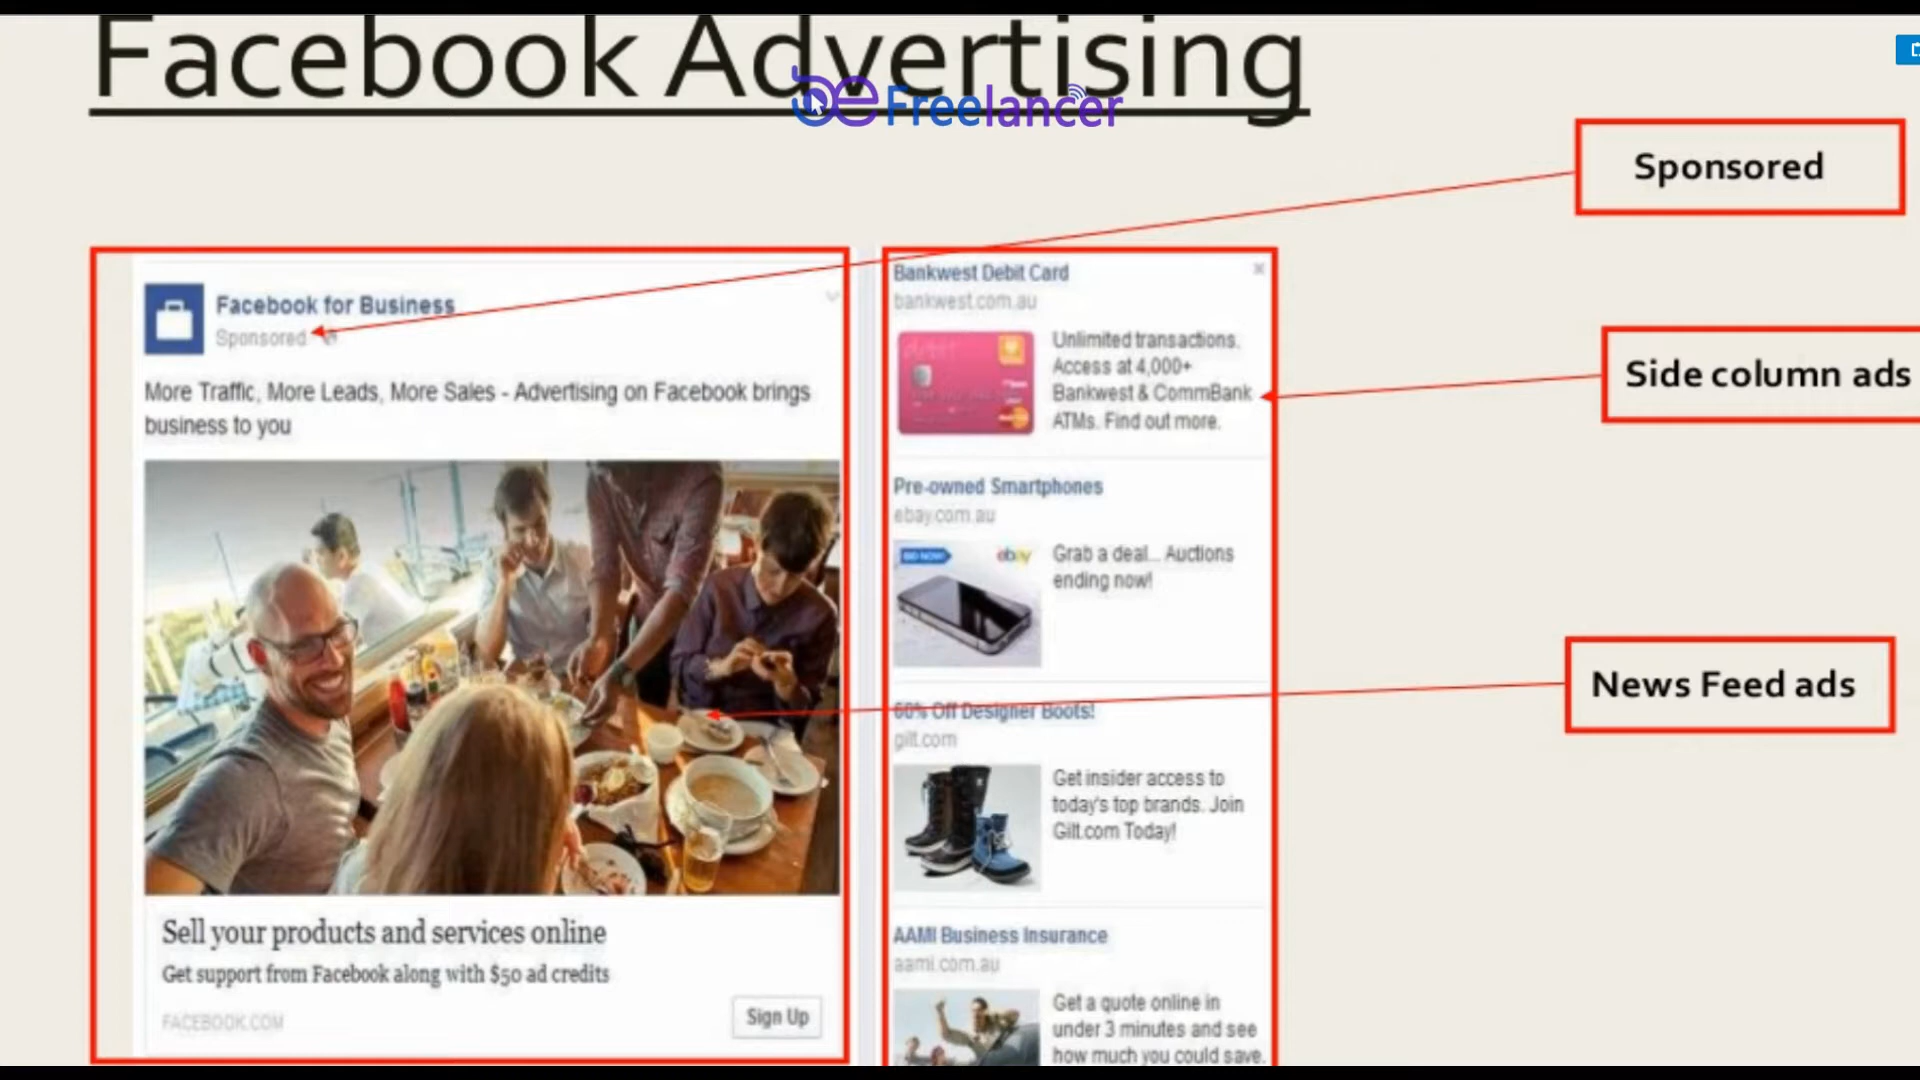 Facebook Advertising
be Freelancer
Sponsored
Side column ads
News Feed ads
Facebook for Business
Sponsored
More Traffic, More Leads, More Sales - Advertising on Facebook brings
business to you
Sell your products and services online
Get support from Facebook along with $50 ad credits
FACEBOOK.COM
Sign Up
Bankwest Debit Card
bankwest.com.au
Unlimited transactions.
Access at 4,000+
Bankwest & CommBank
ATMs. Find out more.
Pre-owned Smartphones
ebay.com.au
BID NOW!
ebay
Grab a deal... Auctions
ending now!
60% Off Designer Boots!
gilt.com
Get insider access to
today's top brands. Join
Gilt.com Today!
AAMI Business Insurance
aami.com.au
Get a quote online in
under 3 minutes and see
how much you could save.